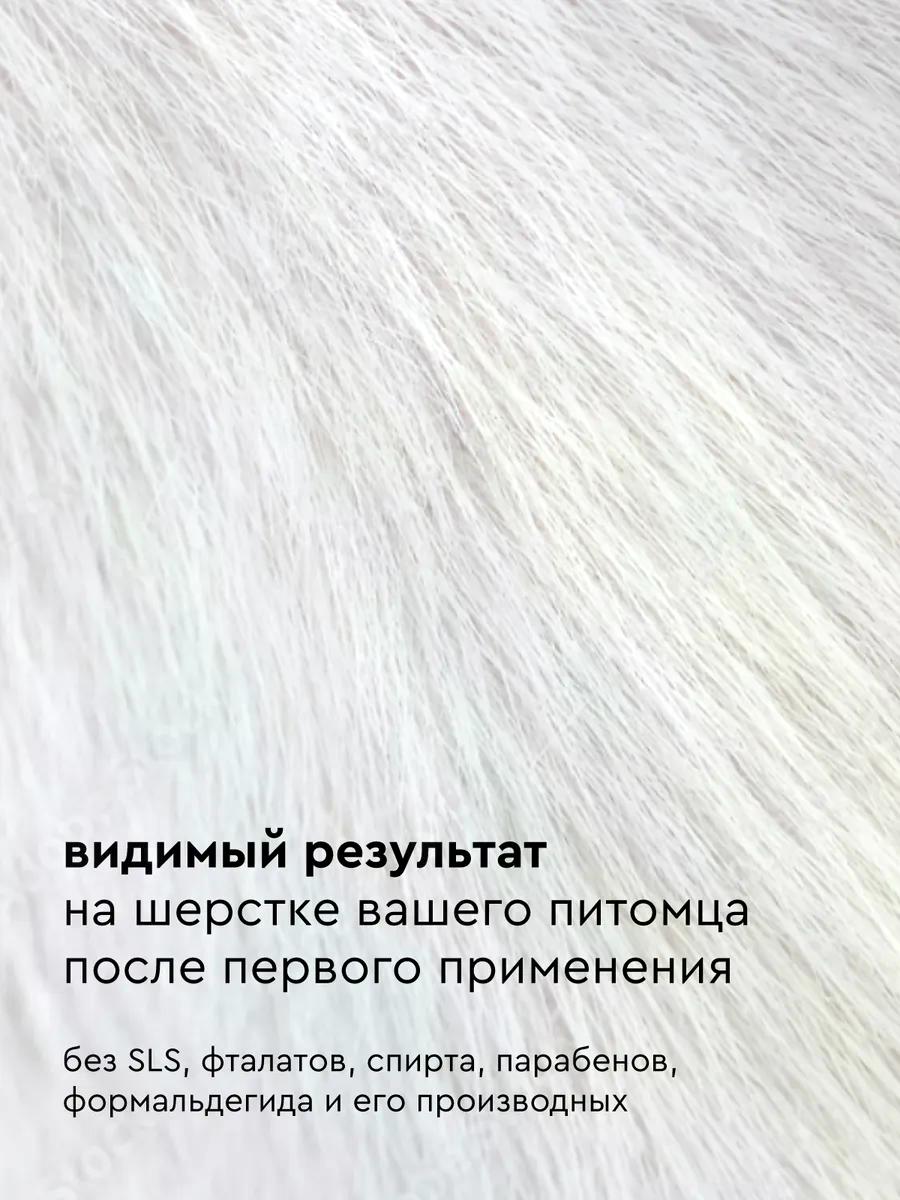 видимый результат
на шерстке вашего питомца
после первого применения
без SLS, фталатов, спирта, парабенов,
формальдегида и его производных